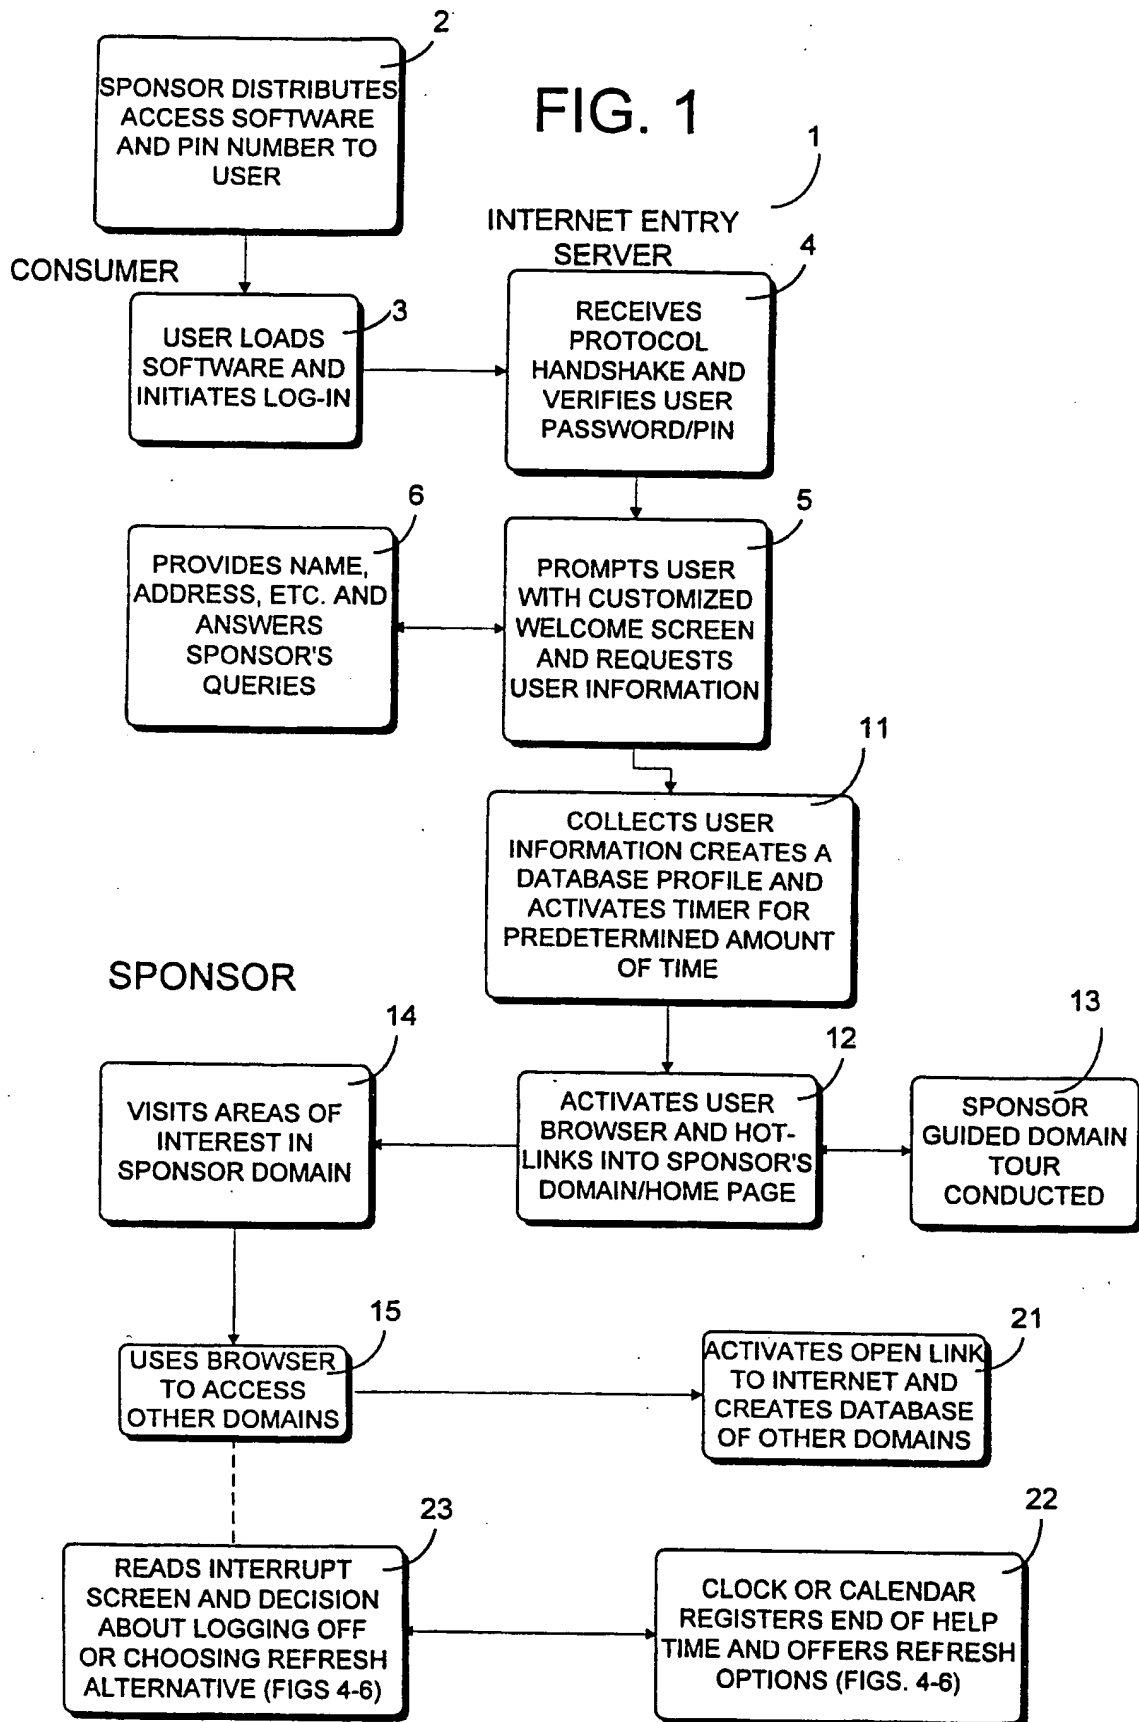 2
SPONSOR DISTRIBUTES
ACCESS SOFTWARE
AND PIN NUMBER TO
USER
FIG. 1
1
INTERNET ENTRY
SERVER
CONSUMER
3
USER LOADS
SOFTWARE AND
INITIATES LOG-IN
4
RECEIVES
PROTOCOL
HANDSHAKE AND
VERIFIES USER
PASSWORD/PIN
6
PROVIDES NAME,
ADDRESS, ETC. AND
ANSWERS
SPONSOR'S
QUERIES
5
PROMPTS USER
WITH CUSTOMIZED
WELCOME SCREEN
AND REQUESTS
USER INFORMATION
11
COLLECTS USER
INFORMATION CREATES A
DATABASE PROFILE AND
ACTIVATES TIMER FOR
PREDETERMINED AMOUNT
OF TIME
SPONSOR
14
VISITS AREAS OF
INTEREST IN
SPONSOR DOMAIN
12
ACTIVATES USER
BROWSER AND HOT-
LINKS INTO SPONSOR'S
DOMAIN/HOME PAGE
13
SPONSOR
GUIDED DOMAIN
TOUR
CONDUCTED
15
USES BROWSER
TO ACCESS
OTHER DOMAINS
21
ACTIVATES OPEN LINK
TO INTERNET AND
CREATES DATABASE
OF OTHER DOMAINS
23
READS INTERRUPT
SCREEN AND DECISION
ABOUT LOGGING OFF
OR CHOOSING REFRESH
ALTERNATIVE (FIGS 4-6)
22
CLOCK OR CALENDAR
REGISTERS END OF HELP
TIME AND OFFERS REFRESH
OPTIONS (FIGS. 4-6)